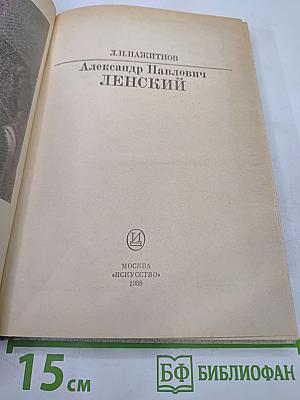 Л.Н.ПАЖИТНОВ
Александр Павлович
ЛЕНСКИЙ
И
МОСКВА
«ИСКУССТВО»
1988
15 см
БФ БИБЛИОФАН